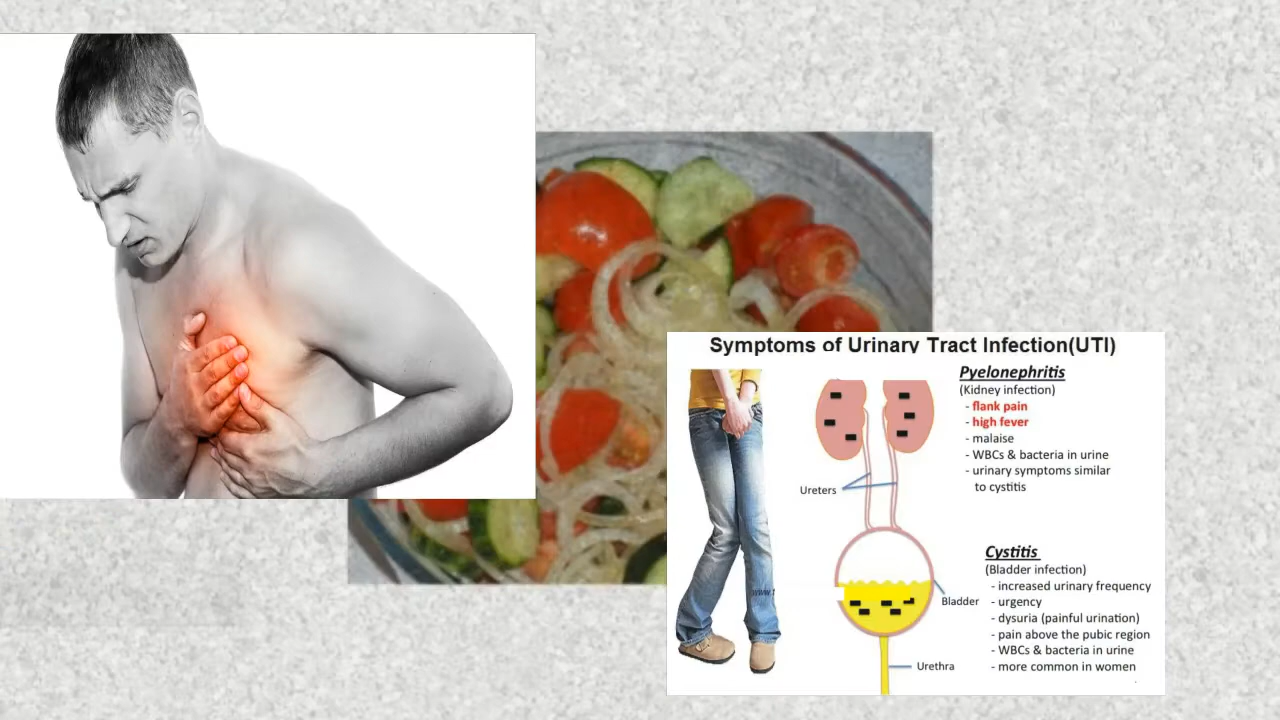 Symptoms of Urinary Tract Infection(UTI)
Pyelonephritis
(Kidney infection)
- flank pain
- high fever
- malaise
- WBCs & bacteria in urine
- urinary symptoms similar
to cystitis
Ureters
Cystitis
(Bladder infection)
- increased urinary frequency
- urgency
- dysuria (painful urination)
- pain above the pubic region
- WBCs & bacteria in urine
- more common in women
Bladder
Urethra